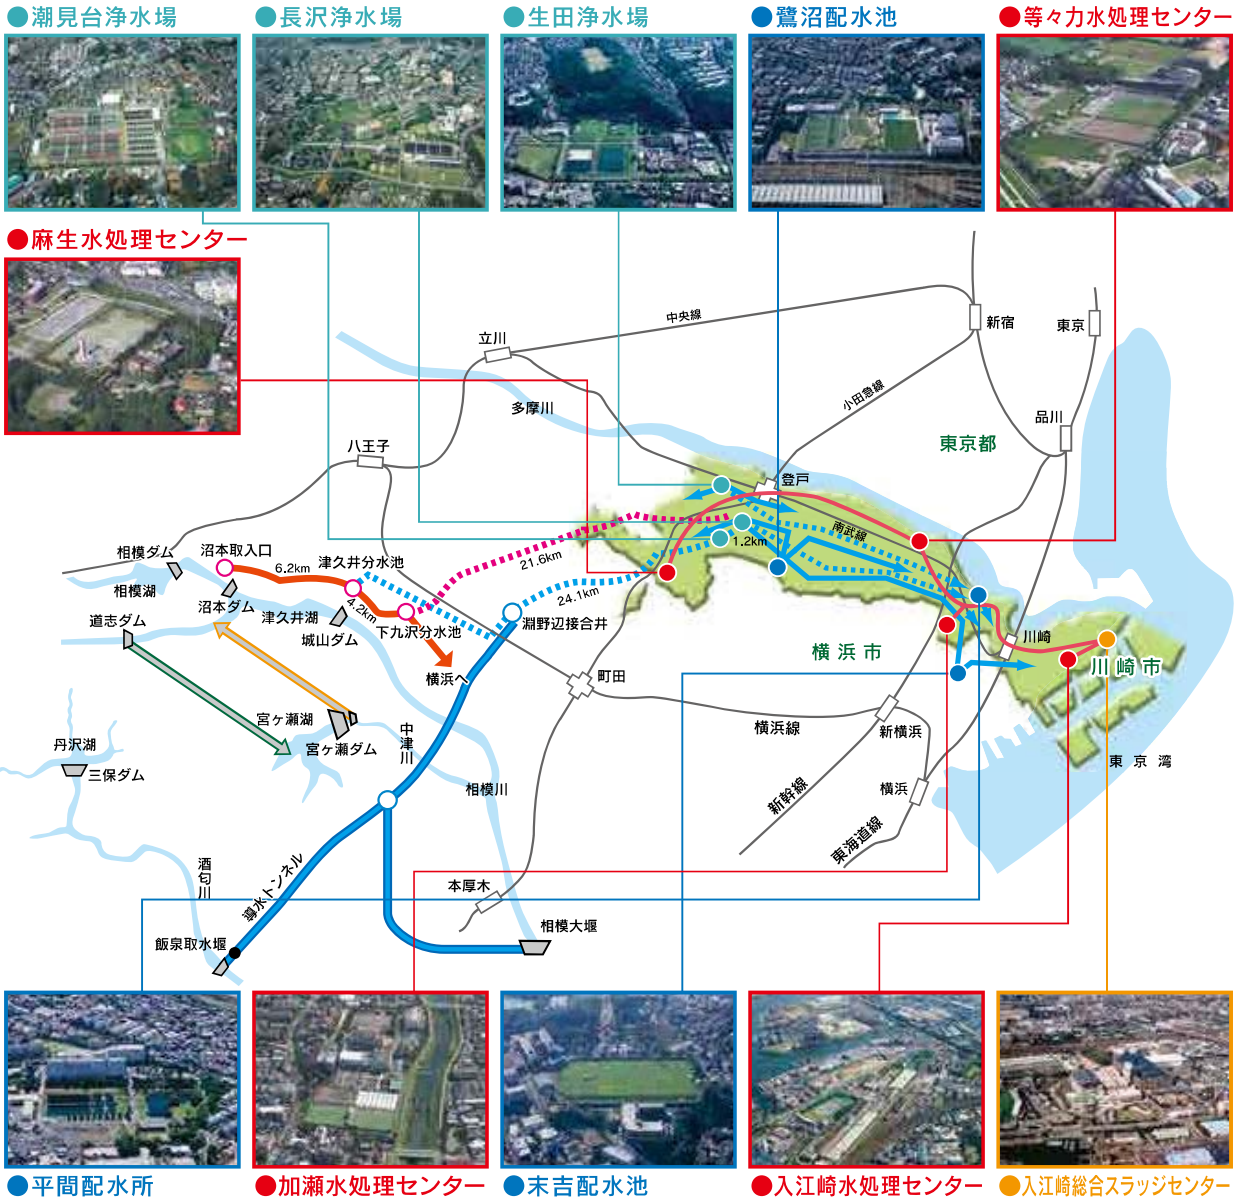 ●潮見台浄水場
●長沢浄水場
●生田浄水場
●鷺沼配水池
●等々力水処理センター
●麻生水処理センター
中央線
新宿
東京
立川
小田急線
多摩川
品川
八王子
東京都
登戸
南武線
1.2km
相模ダム
沼本取入口
津久井分水池
21.6km
6.2km
相模湖
24.1km
4.2km
沼本ダム
津久井湖
道志ダム
下九沢分水池
淵野辺接合井
城山ダム
川崎
横浜市
川崎市
横浜へ
町田
宮ヶ瀬湖
中津川
横浜線
新横浜
丹沢湖
宮ヶ瀬ダム
東京湾
三保ダム
相模川
横浜
新幹線
東海道線
酒匂川
導水トンネル
本厚木
相模大堰
飯泉取水堰
●平間配水所
●加瀬水処理センター
●末吉配水池
●入江崎水処理センター
●入江崎総合スラッジセンター